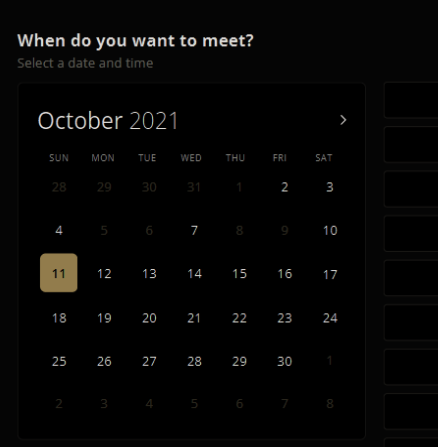 When do you want to meet?
Select a date and time
October 2021
SUN MON TUE WED THU FRI SAT
28 29 30 31 1 2 3
4 5 6 7 8 9 10
11 12 13 14 15 16 17
18 19 20 21 22 23 24
25 26 27 28 29 30 1
2 3 4 5 6 7 8